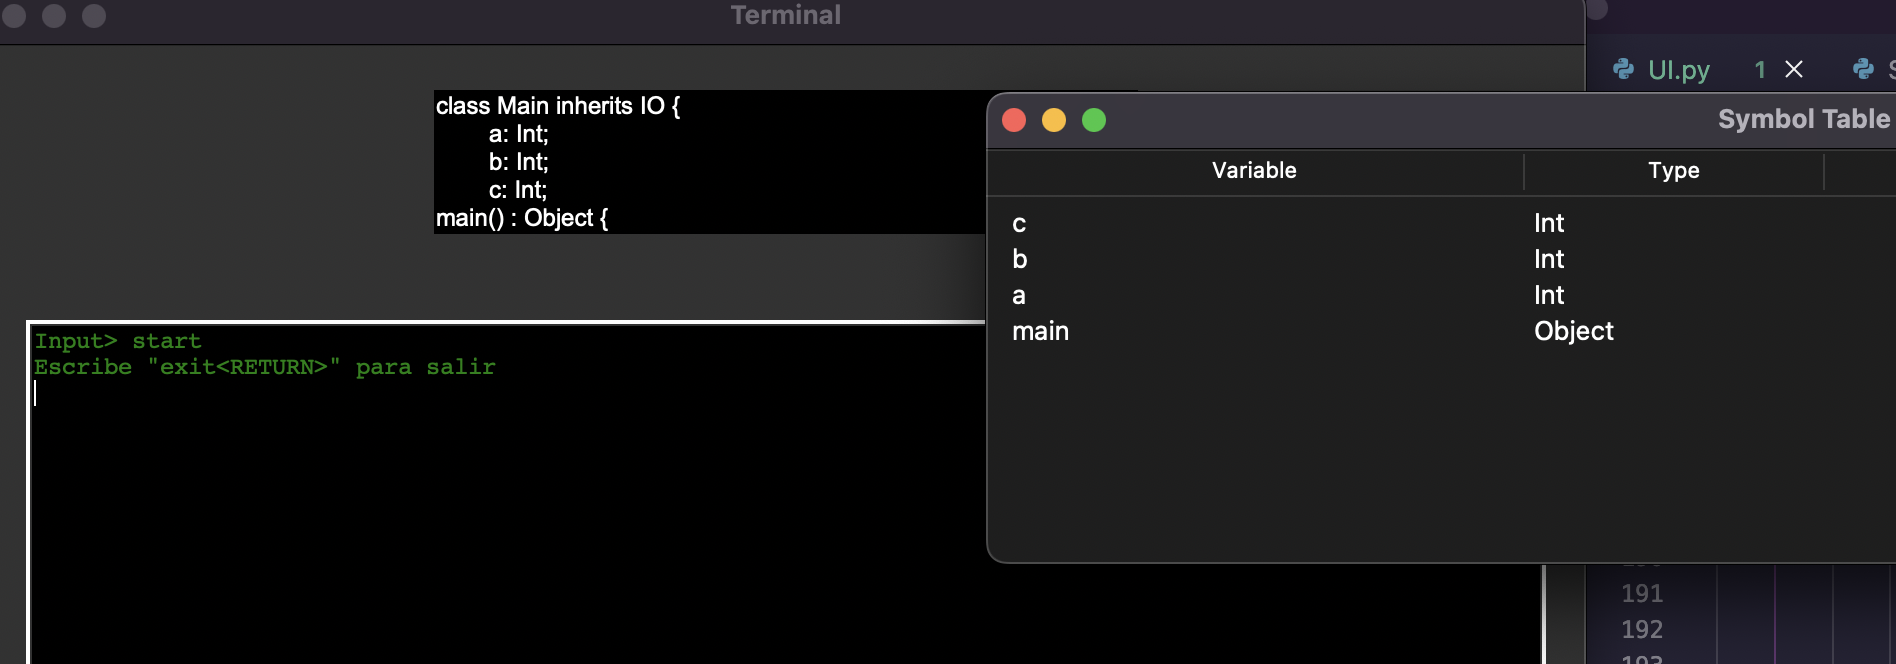 Terminal
class Main inherits IO {
a: Int;
b: Int;
c: Int;
main() : Object {
Input> start
Escribe "exit<RETURN>" para salir
UI.py 1
Symbol Table
Variable Type
c Int
b Int
a Int
main Object
191
192